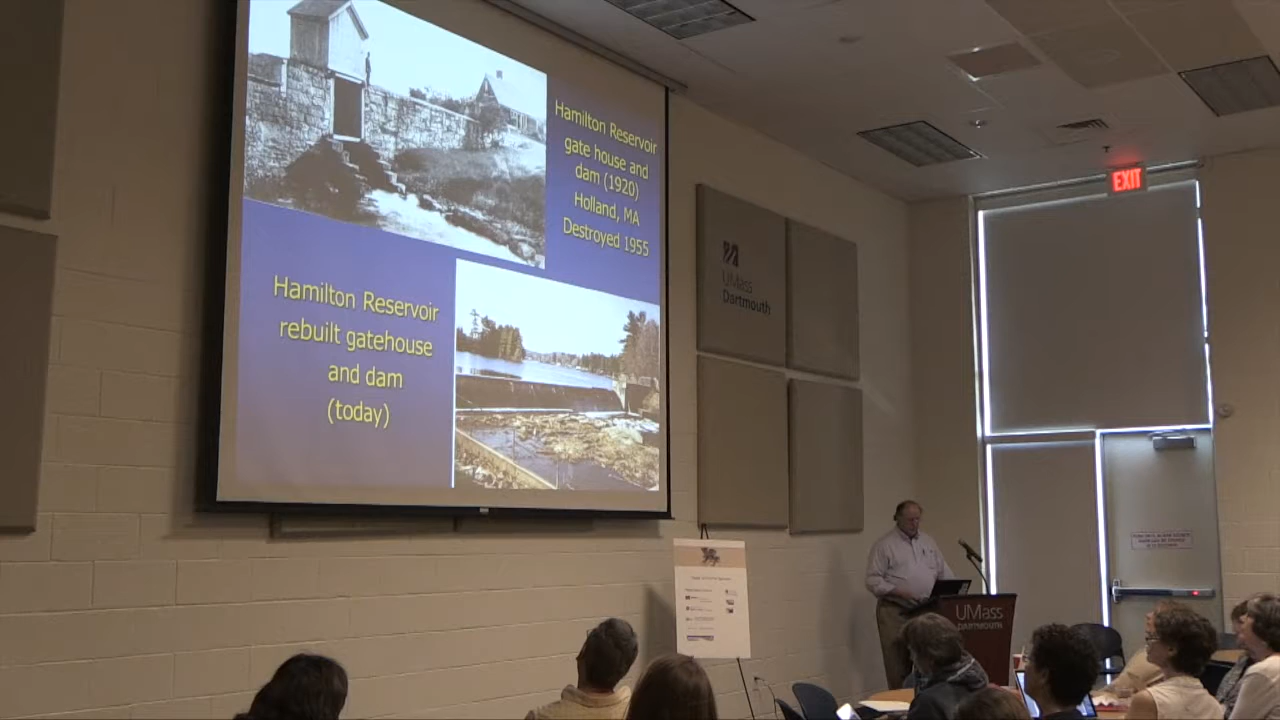 Hamilton Reservoir
gate house and
dam (1920)
Holland, MA
Destroyed 1955
Hamilton Reservoir
rebuilt gatehouse
and dam
(today)
UMass
Dartmouth
EXIT
UMass
DARTMOUTH